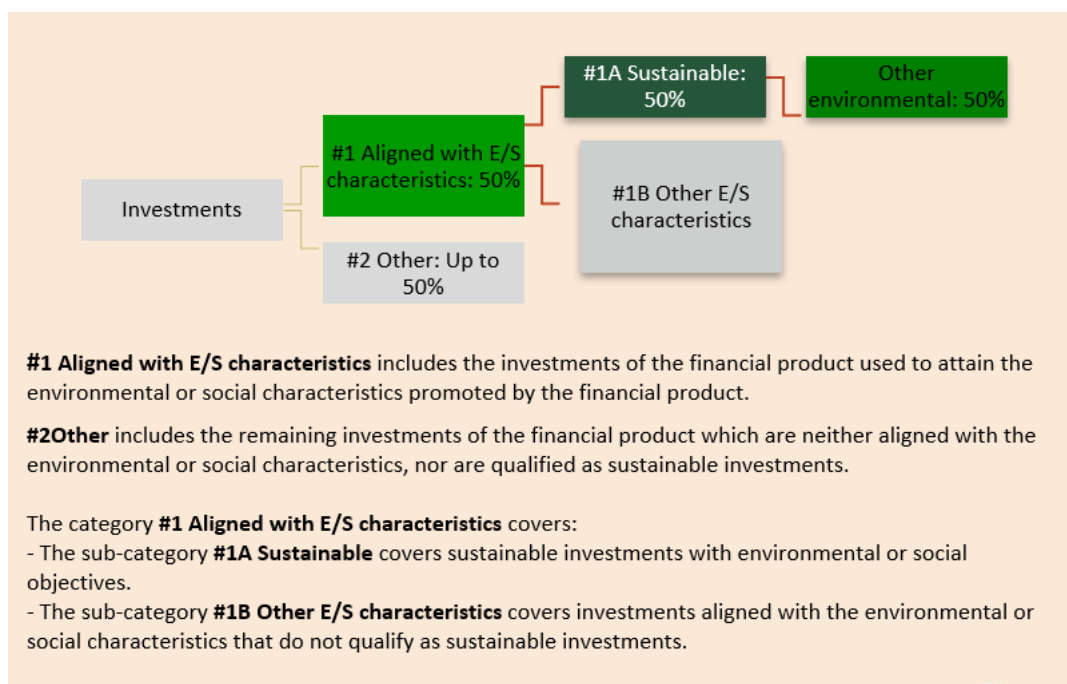 #1A Sustainable:
50%
Other
environmental: 50%
#1 Aligned with E/S
characteristics: 50%
#1B Other E/S
characteristics
Investments
#2 Other: Up to
50%
#1 Aligned with E/S characteristics includes the investments of the financial product used to attain the
environmental or social characteristics promoted by the financial product.
#2Other includes the remaining investments of the financial product which are neither aligned with the
environmental or social characteristics, nor are qualified as sustainable investments.
The category #1 Aligned with E/S characteristics covers:
- The sub-category #1A Sustainable covers sustainable investments with environmental or social
objectives.
- The sub-category #1B Other E/S characteristics covers investments aligned with the environmental or
social characteristics that do not qualify as sustainable investments.